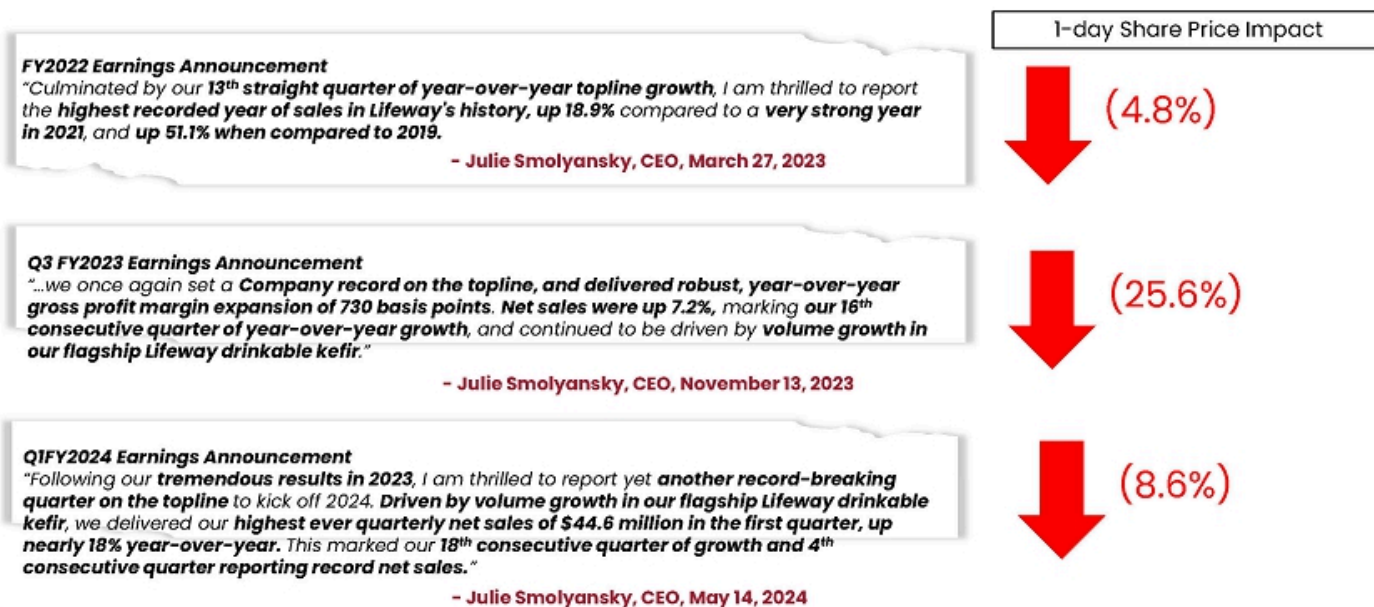 1-day Share Price Impact
FY2022 Earnings Announcement
“Culminated by our 13th straight quarter of year-over-year topline growth, I am thrilled to report
the highest recorded year of sales in Lifeway's history, up 18.9% compared to a very strong year
in 2021, and up 51.1% when compared to 2019.
- Julie Smolyansky, CEO, March 27, 2023
(4.8%)
Q3 FY2023 Earnings Announcement
“…we once again set a Company record on the topline, and delivered robust, year-over-year
gross profit margin expansion of 730 basis points. Net sales were up 7.2%, marking our 16th
consecutive quarter of year-over-year growth, and continued to be driven by volume growth in
our flagship Lifeway drinkable kefir.”
- Julie Smolyansky, CEO, November 13, 2023
(25.6%)
Q1FY2024 Earnings Announcement
“Following our tremendous results in 2023, I am thrilled to report yet another record-breaking
quarter on the topline to kick off 2024. Driven by volume growth in our flagship Lifeway drinkable
kefir, we delivered our highest ever quarterly net sales of $44.6 million in the first quarter, up
nearly 18% year-over-year. This marked our 18th consecutive quarter of growth and 4th
consecutive quarter reporting record net sales.”
- Julie Smolyansky, CEO, May 14, 2024
(8.6%)